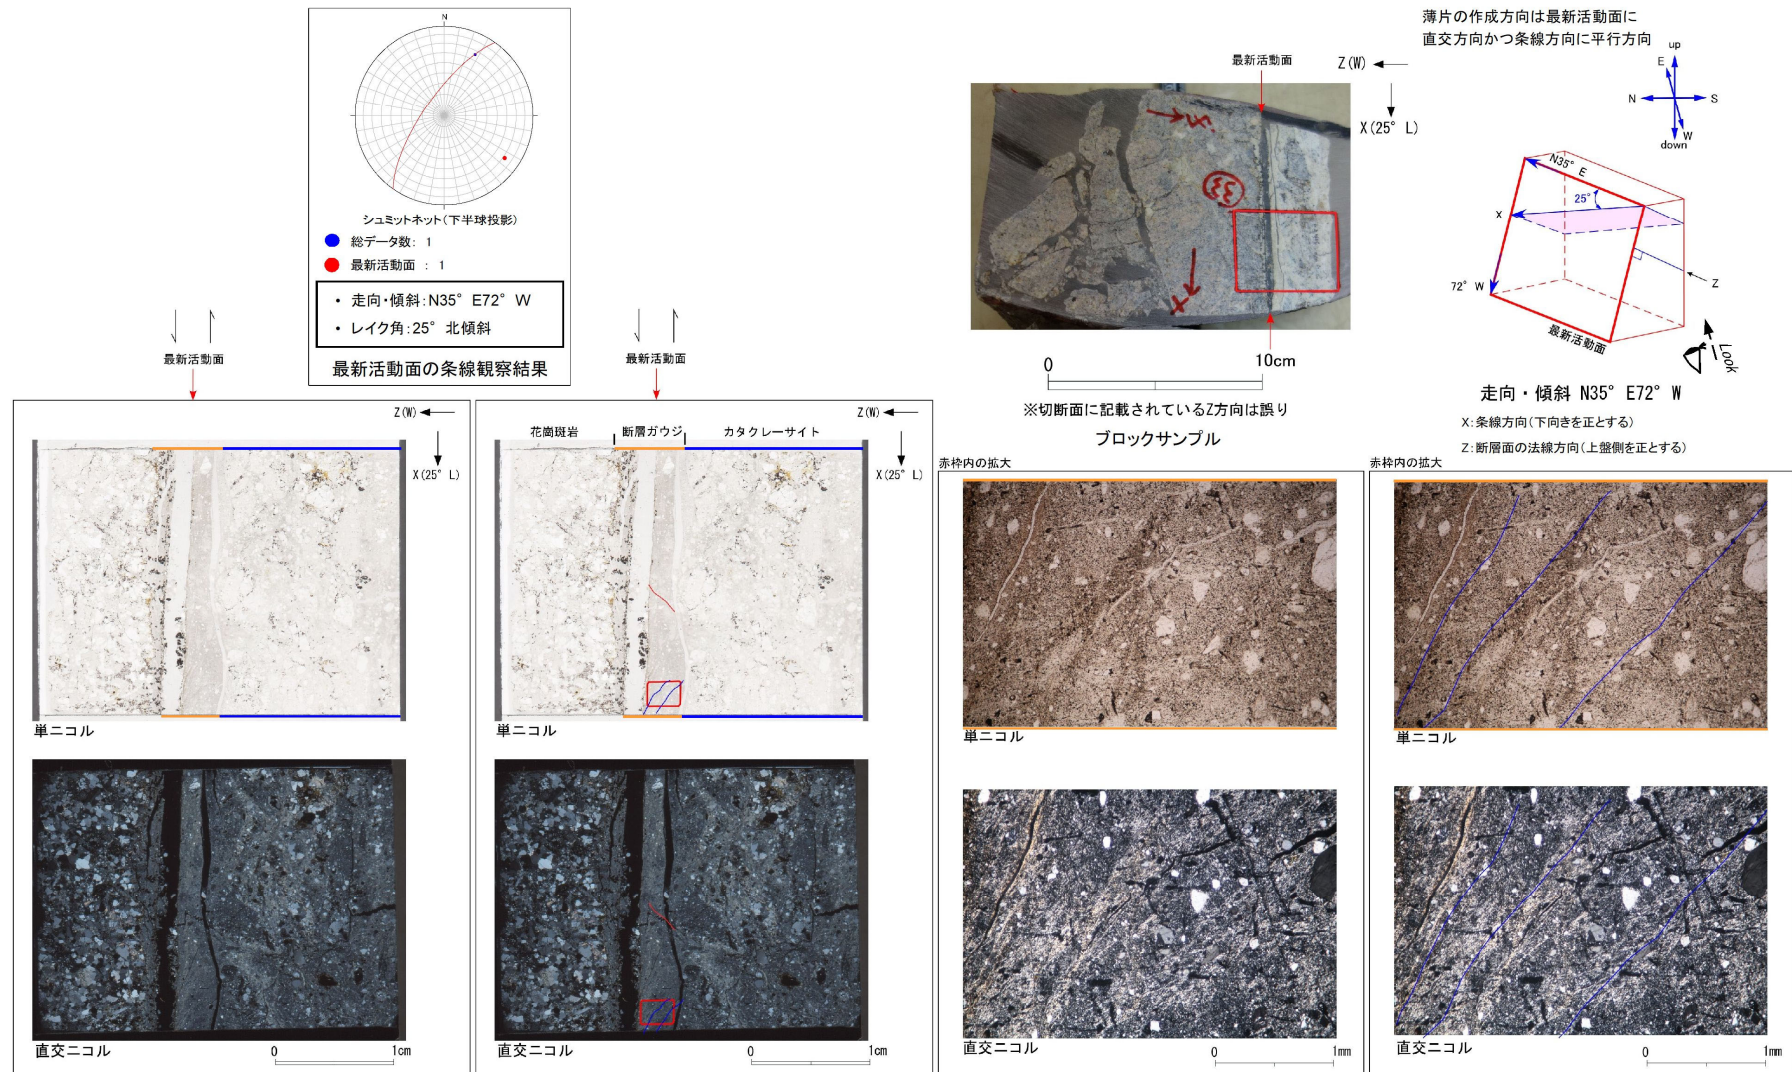 N
シュミットネット(下半球投影)
総データ数: 1
最新活動面 : 1
・ 走向・傾斜:N35° E72° W
・ レイク角:25° 北傾斜
最新活動面の条線観察結果
最新活動面
Z(W)
X(25° L)
単ニコル
直交ニコル
0 1cm
最新活動面
Z(W)
X(25° L)
花崗斑岩 断層ガウジ カタクレーサイト
単ニコル
直交ニコル
0 1cm
最新活動面
Z(W)
X(25° L)
0 10cm
※切断面に記載されているZ方向は誤り
ブロックサンプル
薄片の作成方向は最新活動面に
直交方向かつ条線方向に平行方向
up
E
N S
W
down
N35° E
25°
X
72° W
Z
最新活動面
Look
走向・傾斜 N35° E72° W
X:条線方向(下向きを正とする)
Z:断層面の法線方向(上盤側を正とする)
赤枠内の拡大
単ニコル
直交ニコル
0 1mm
赤枠内の拡大
単ニコル
直交ニコル
0 1mm